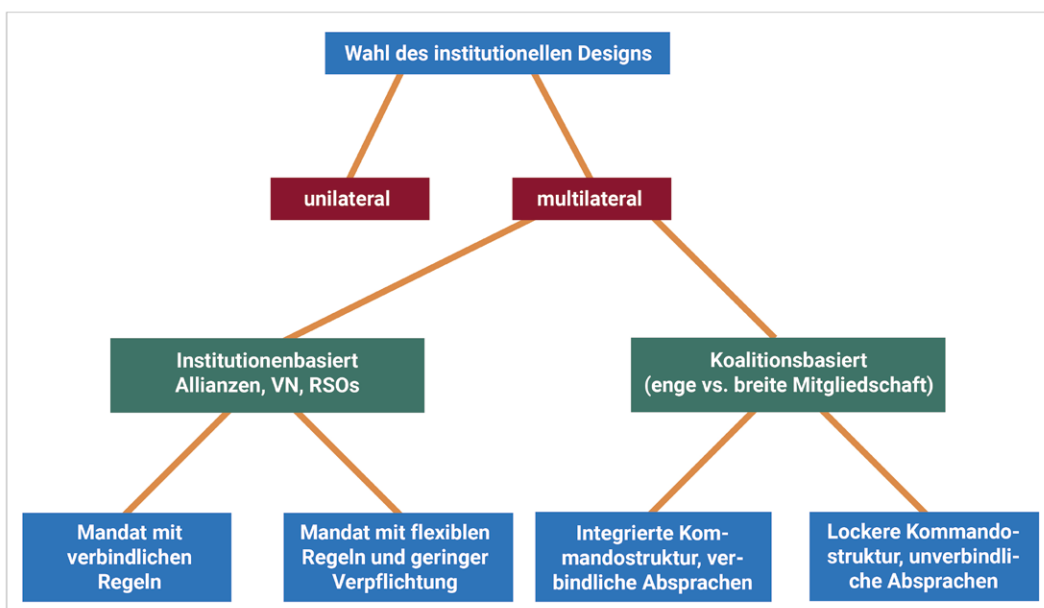 Wahl des institutionellen Designs
unilateral
multilateral
Institutionenbasiert
Allianzen, VN, RSOs
Koalitionsbasiert
(enge vs. breite Mitgliedschaft)
Mandat mit
verbindlichen
Regeln
Mandat mit flexiblen
Regeln und geringer
Verpflichtung
Integrierte Kom-
mandostruktur, ver-
bindliche Absprachen
Lockere Kommando-
struktur, unverbindli-
che Absprachen